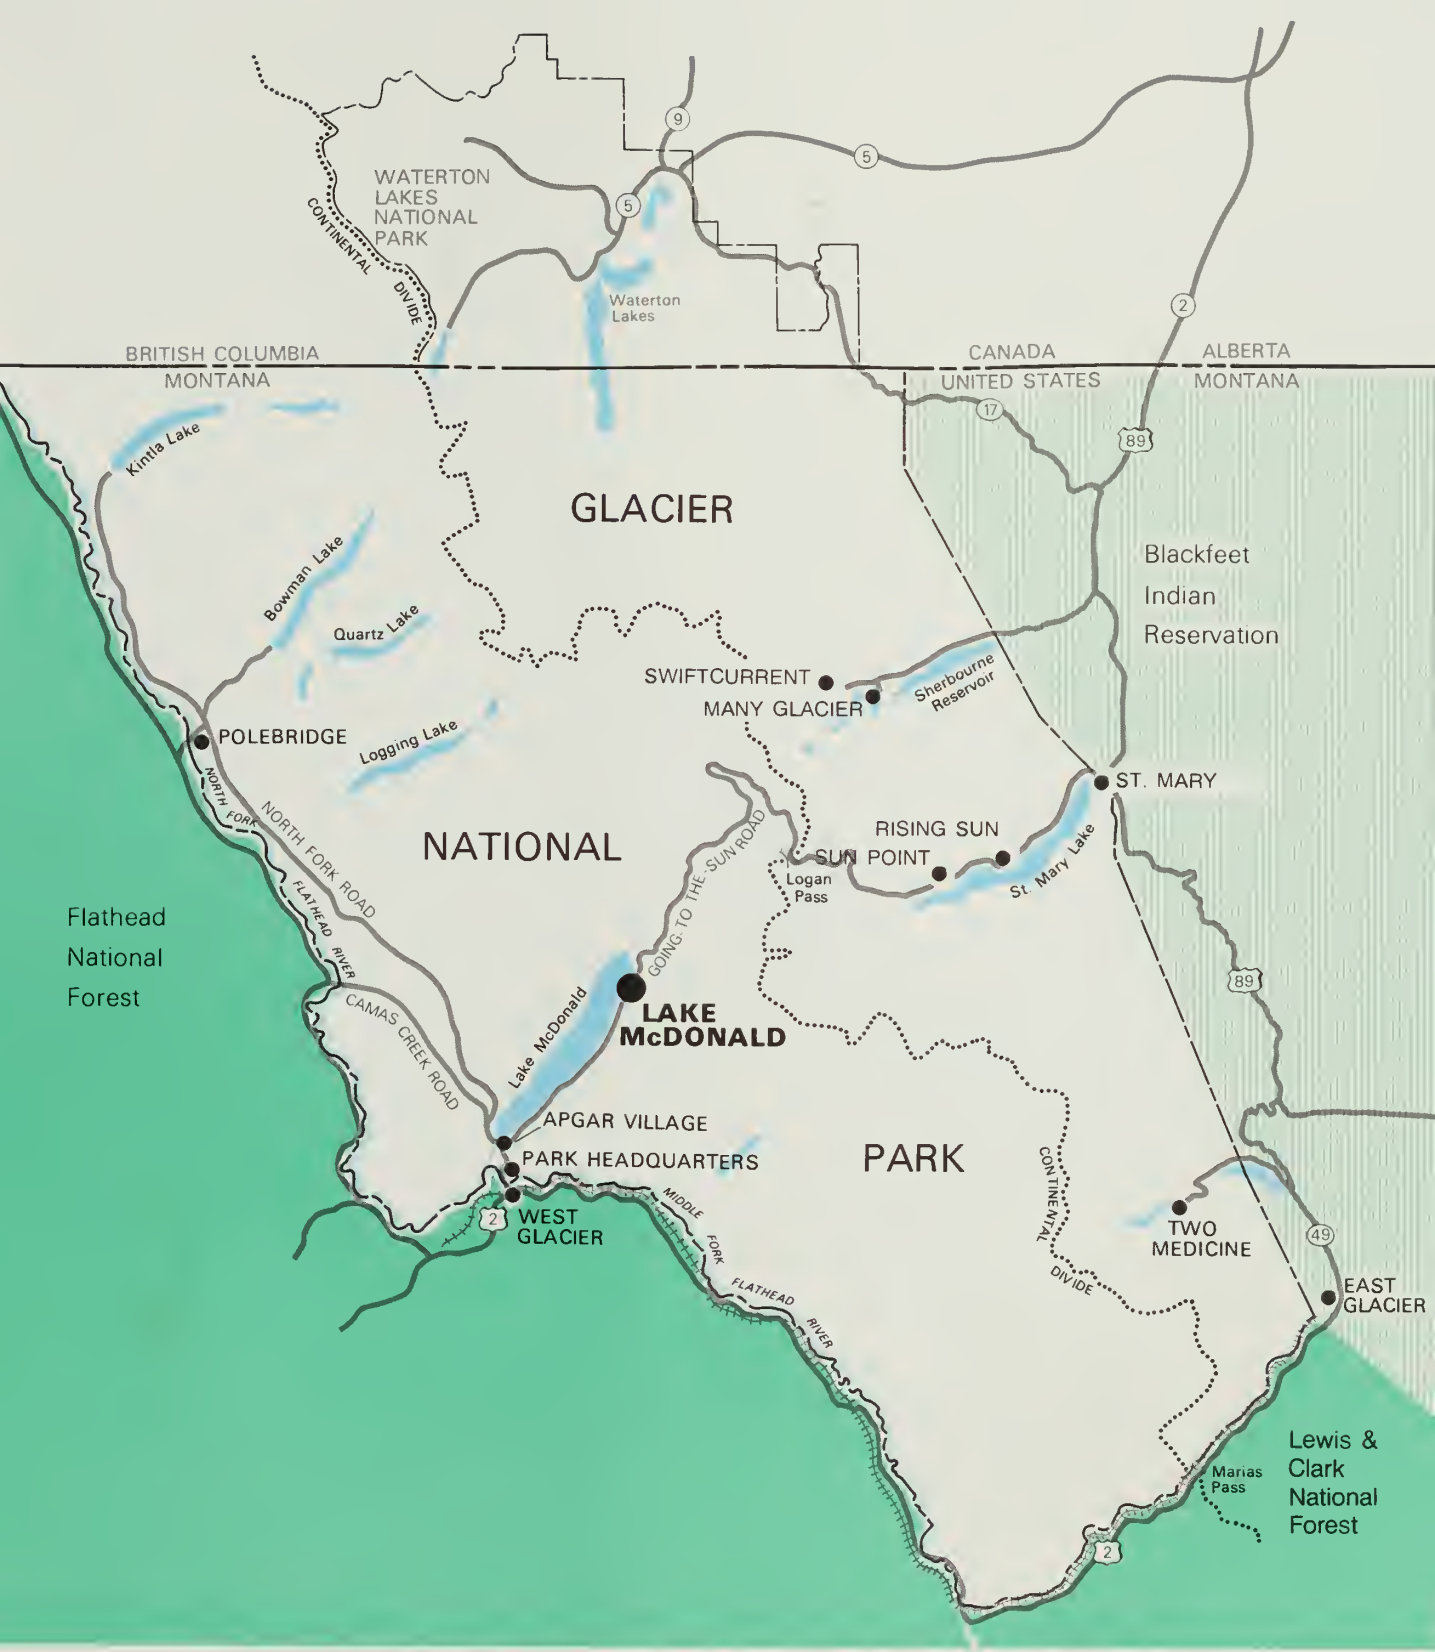 9
5
WATERTON
LAKES
NATIONAL
PARK
5
CONTINENTAL
DIVIDE
Waterton
Lakes
2
BRITISH COLUMBIA
CANADA
ALBERTA
MONTANA
UNITED STATES
MONTANA
17
89
Kintla Lake
GLACIER
Bowman Lake
Blackfeet
Indian
Reservation
Quartz Lake
SWIFTCURRENT
MANY GLACIER
Sherbourne
Reservoir
POLEBRIDGE
Logging Lake
ST. MARY
NORTH
FORK
FLATHEAD
RIVER
NORTH FORK ROAD
NATIONAL
GOING-TO THE-SUN ROAD
RISING SUN
SUN POINT
Logan
Pass
St. Mary Lake
Flathead
National
Forest
89
CAMAS CREEK ROAD
Lake McDonald
LAKE
McDONALD
APGAR VILLAGE
PARK HEADQUARTERS
PARK
2
WEST
GLACIER
MIDDLE
FORK
FLATHEAD
RIVER
CONTINENTAL
DIVIDE
TWO
MEDICINE
49
EAST
GLACIER
Marias
Pass
Lewis &
Clark
National
Forest
2